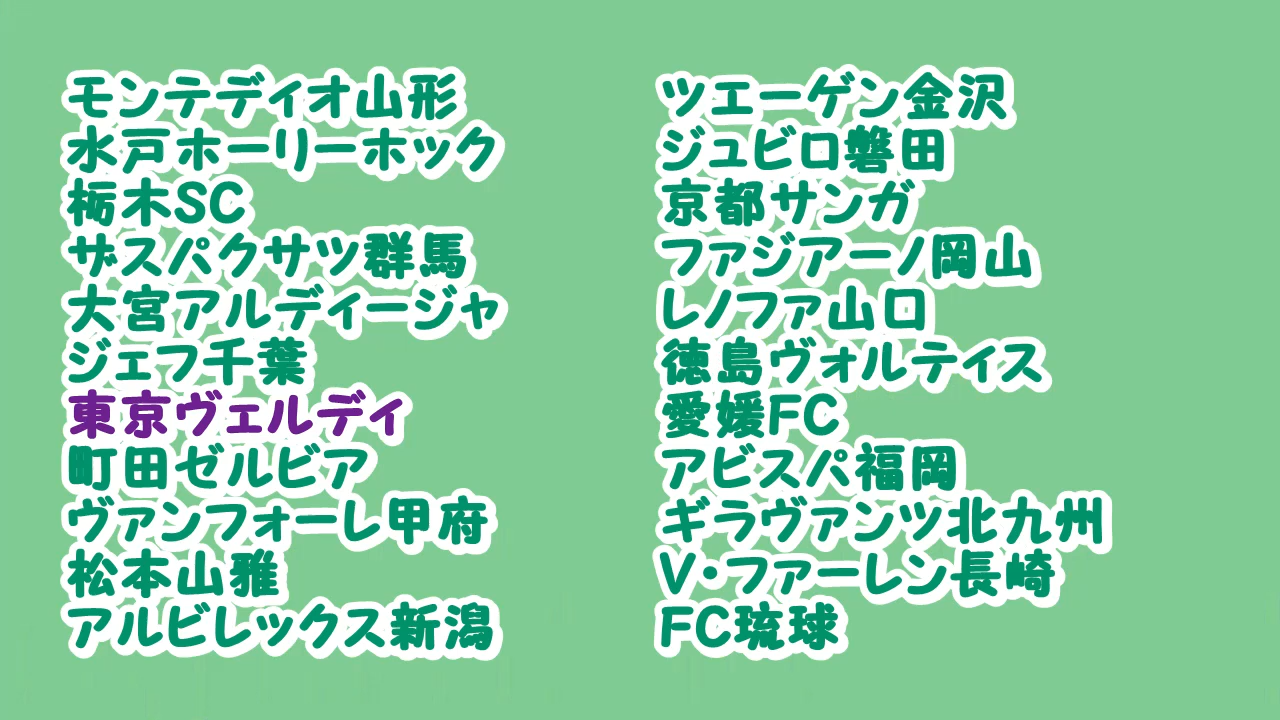 モンテディオ山形
水戸ホーリーホック
栃木SC
ザスパクサツ群馬
大宮アルディージャ
ジェフ千葉
東京ヴェルディ
町田ゼルビア
ヴァンフォーレ甲府
松本山雅
アルビレックス新潟
ツエーゲン金沢
ジュビロ磐田
京都サンガ
ファジアーノ岡山
レノファ山口
徳島ヴォルティス
愛媛FC
アビスパ福岡
ギラヴァンツ北九州
V・ファーレン長崎
FC琉球